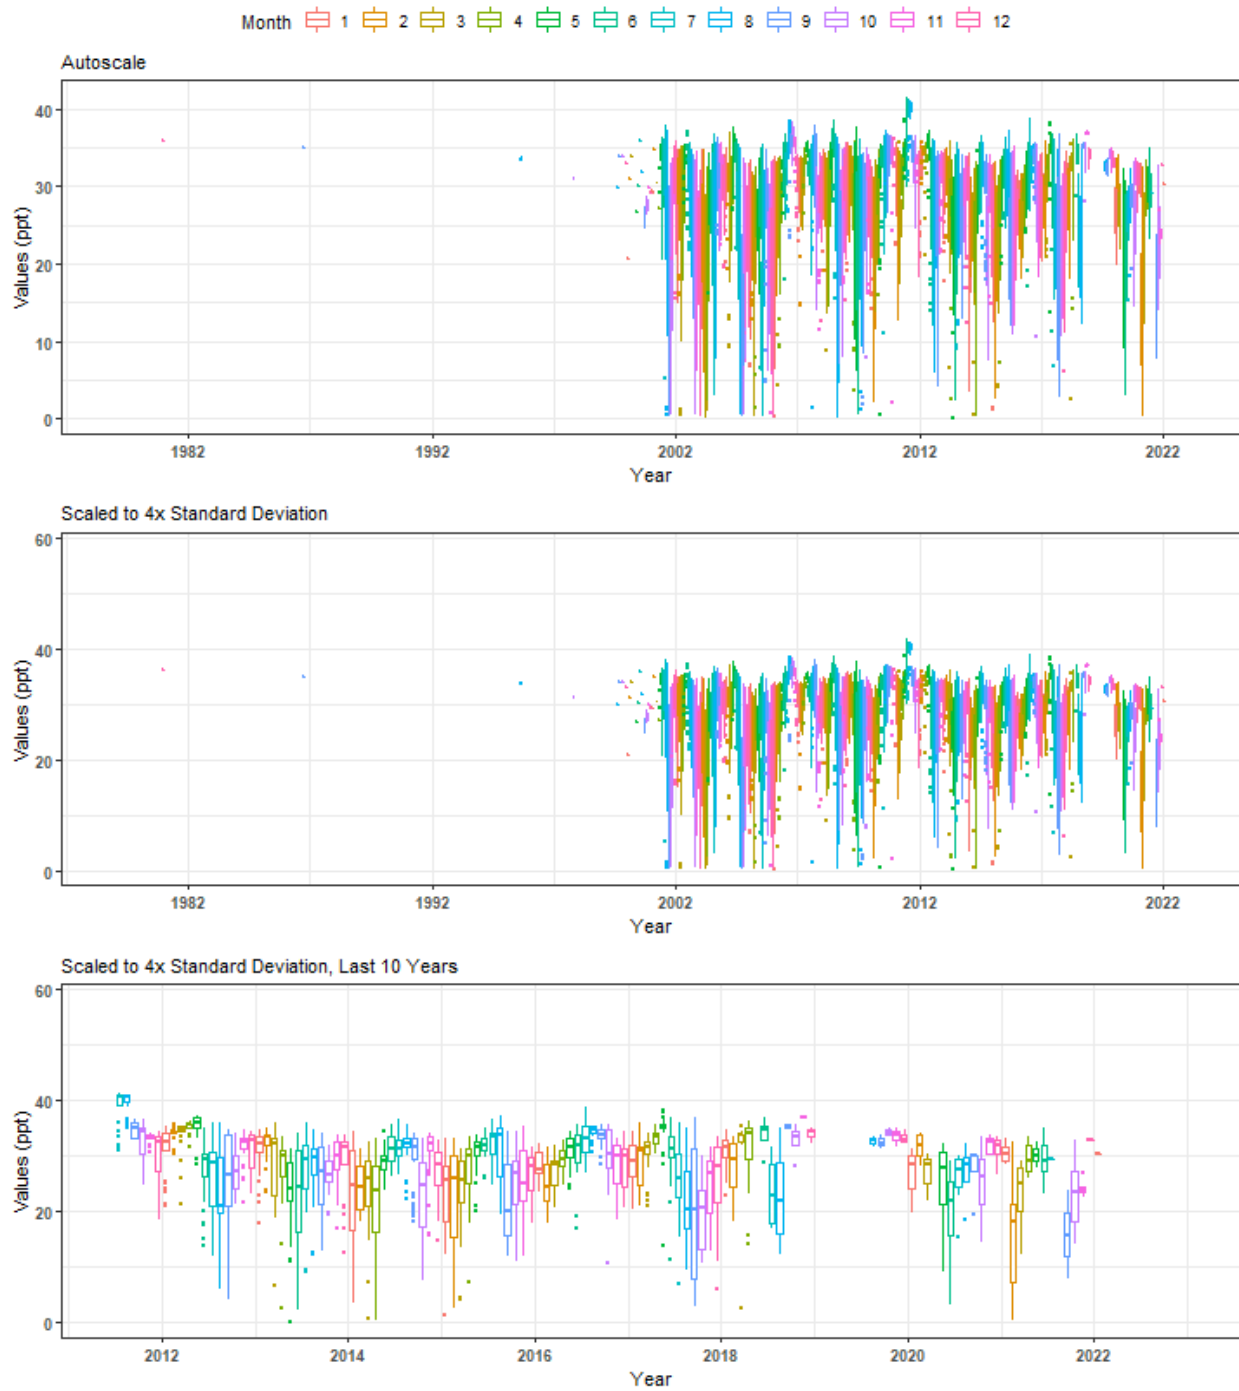 Month 1 2 3 4 5 6 7 8 9 10 11 12
Autoscale
40
30
20
10
0
Values (ppt)
1982 1992 2002 2012 2022
Year
Scaled to 4x Standard Deviation
60
40
20
0
Values (ppt)
1982 1992 2002 2012 2022
Year
Scaled to 4x Standard Deviation, Last 10 Years
60
40
20
0
Values (ppt)
2012 2014 2016 2018 2020 2022
Year